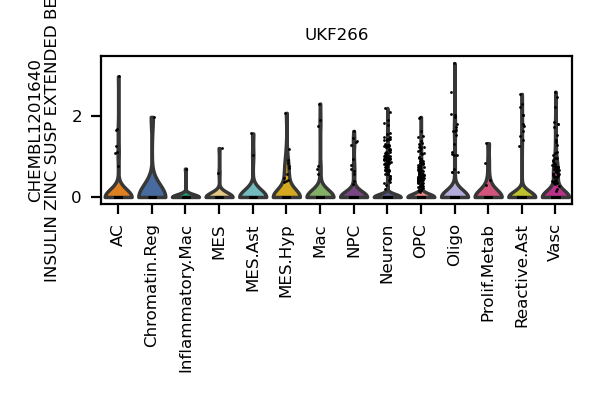 UKF266
CHEMBL1201640
INSULIN ZINC SUSP EXTENDED BE
2
0
AC
Chromatin.Reg
Inflammatory.Mac
MES
MES.Ast
MES.Hyp
Mac
NPC
Neuron
OPC
Oligo
Prolif.Metab
Reactive.Ast
Vasc